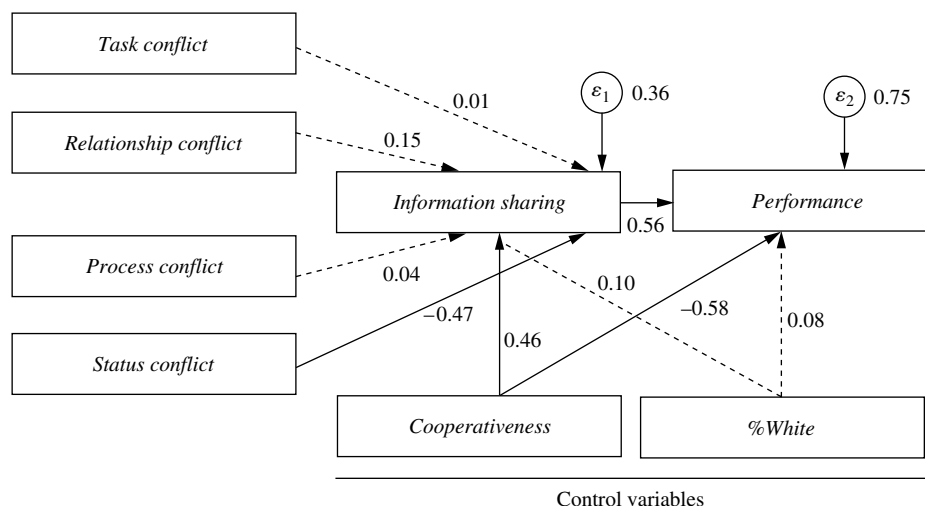 Task conflict
0.01
ε1 0.36
ε2 0.75
Relationship conflict
0.15
Information sharing
Performance
0.56
Process conflict
0.04
0.10
–0.47
–0.58
0.08
0.46
Status conflict
Cooperativeness
%White
Control variables